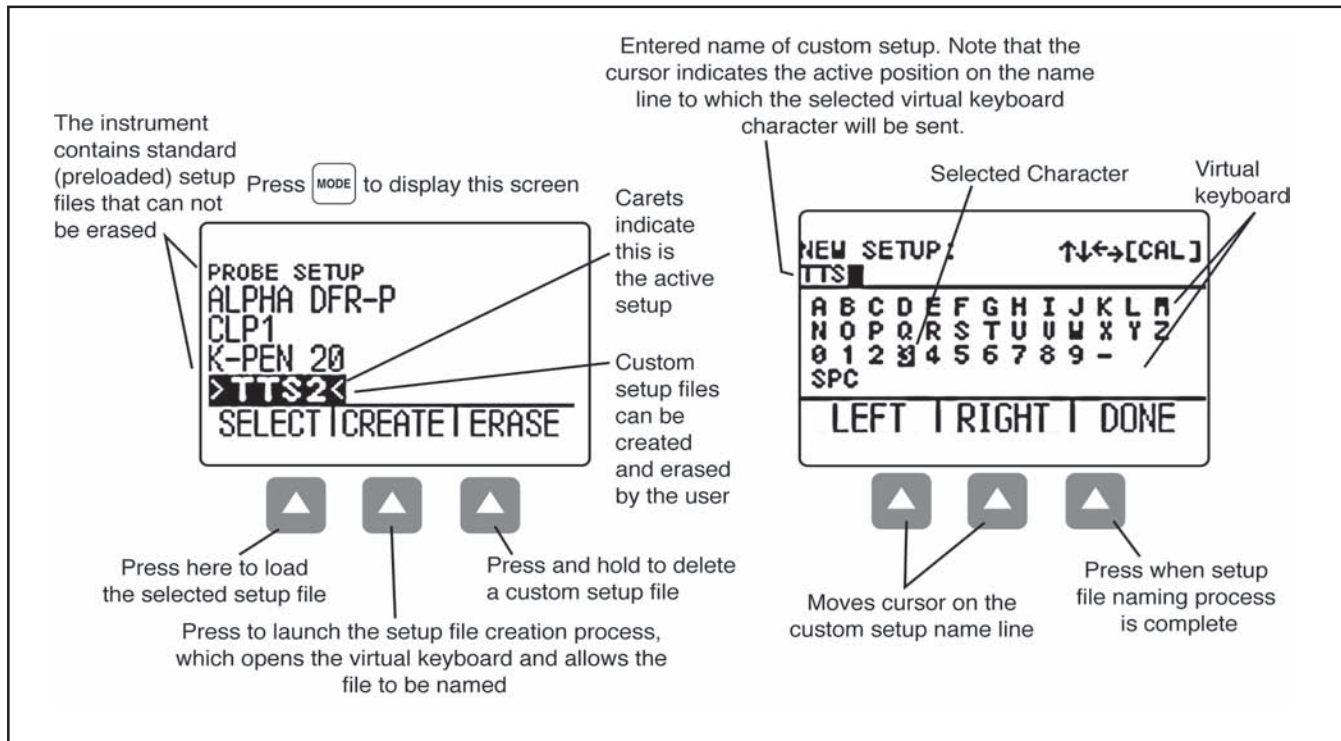 Entered name of custom setup. Note that the
cursor indicates the active position on the name
line to which the selected virtual keyboard
character will be sent.
The instrument
contains standard
(preloaded) setup
files that can not
be erased
Press MODE to display this screen
Carets
indicate
this is
the active
setup
Custom
setup files
can be
created
and erased
by the user
PROBE SETUP
ALPHA DFR-P
CLP1
K-PEN 20
>TTS2<
SELECT CREATE ERASE
Press here to load
the selected setup file
Press to launch the setup file creation process,
which opens the virtual keyboard and allows the
file to be named
Press and hold to delete
a custom setup file
Selected Character
Virtual
keyboard
NEW SETUP: ↑↓←→[CAL]
TTS
A B C D E F G H I J K L M
N O P Q R S T U V W X Y Z
0 1 2 3 4 5 6 7 8 9 -
SPC
LEFT RIGHT DONE
Moves cursor on the
custom setup name line
Press when setup
file naming process
is complete